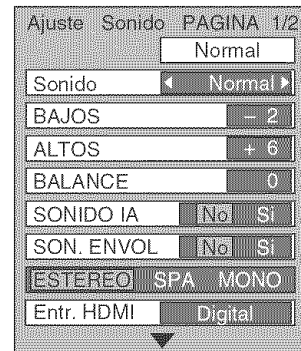 Ajuste Sonido PAGINA 1/2
Normal
Sonido Normal
BAJOS - 2
ALTOS + 6
BALANCE 0
SONIDO IA No Si
SON. ENVOL No Si
ESTEREO SPA MONO
Entr. HDMI Digital